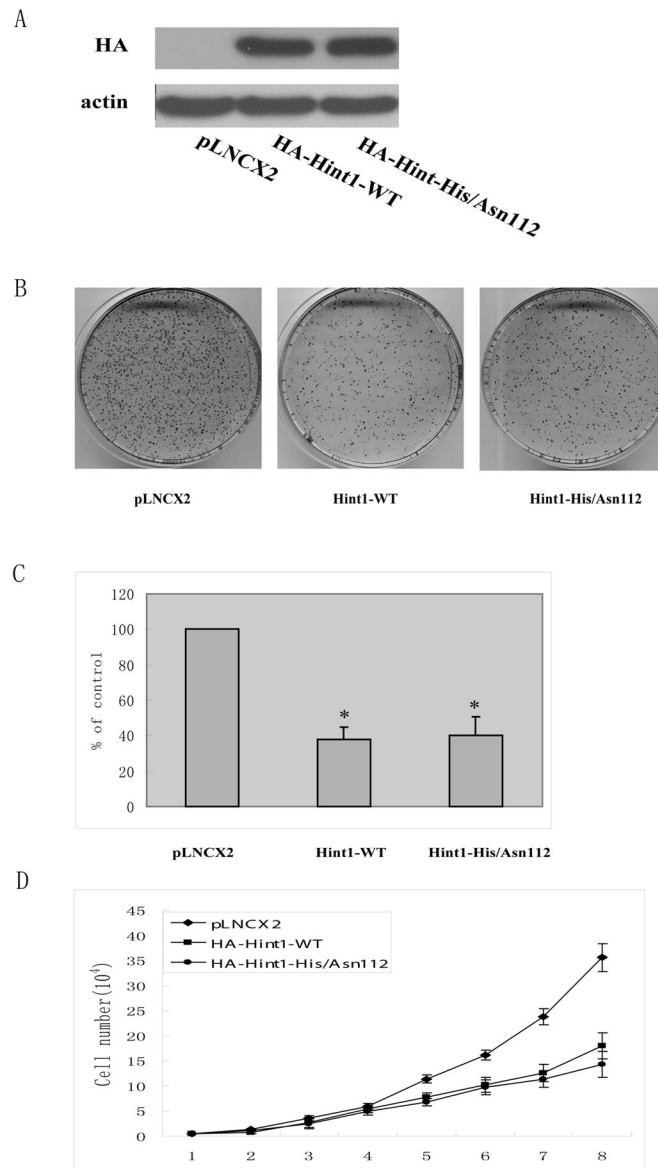 A
HA
actin
pLNCX2
HA-Hint1-WT
HA-Hint-His/Asn112
B
pLNCX2
Hint1-WT
Hint1-His/Asn112
C
120
100
80
60
40
20
0
% of control
*
*
pLNCX2
Hint1-WT
Hint1-His/Asn112
D
45
40
35
30
25
20
15
10
5
0
Cell number(10⁴)
pLNCX2
HA-Hint1-WT
HA-Hint1-His/Asn112
1 2 3 4 5 6 7 8